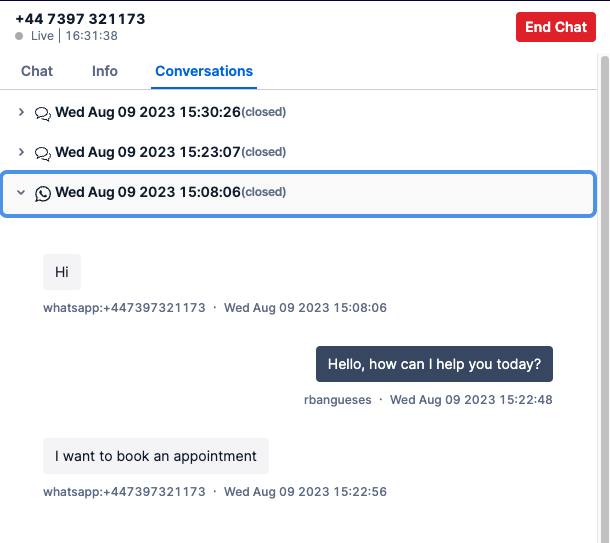 +44 7397 321173
Live | 16:31:38
End Chat
Chat Info Conversations
Wed Aug 09 2023 15:30:26(closed)
Wed Aug 09 2023 15:23:07(closed)
Wed Aug 09 2023 15:08:06(closed)
Hi
whatsapp:+447397321173 · Wed Aug 09 2023 15:08:06
Hello, how can I help you today?
rbangueses · Wed Aug 09 2023 15:22:48
I want to book an appointment
whatsapp:+447397321173 · Wed Aug 09 2023 15:22:56